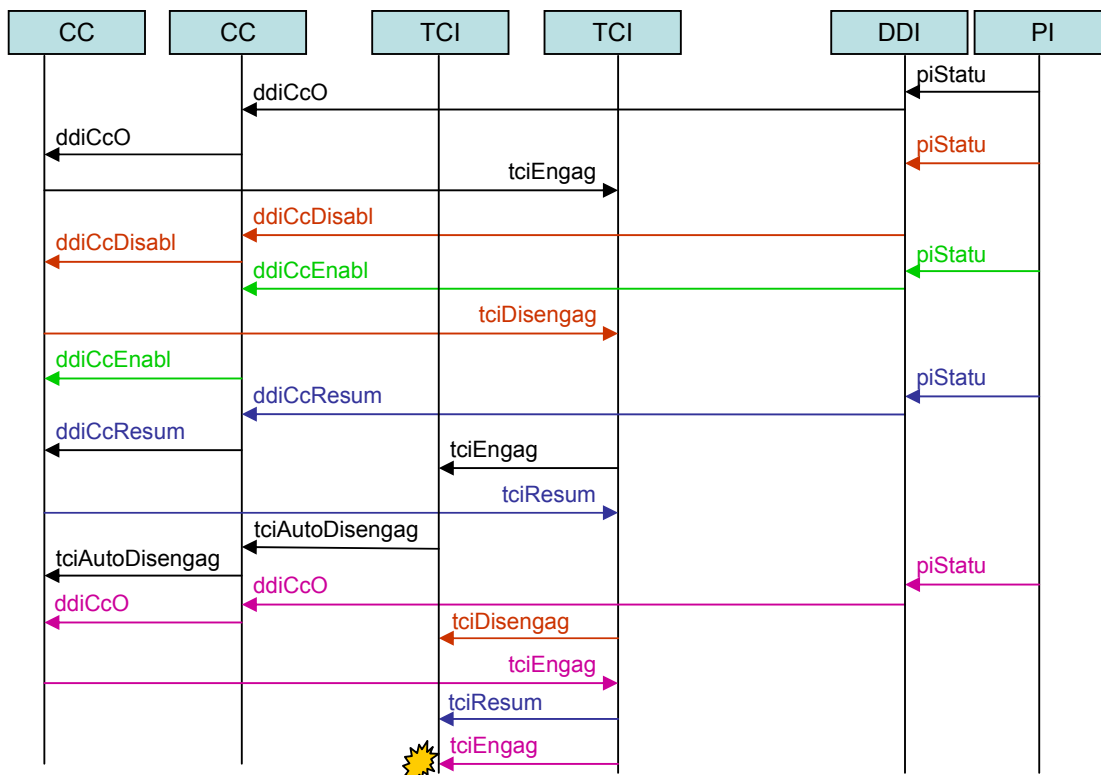 CC CC TCI TCI DDI PI
piStatu
ddiCcO
ddiCcO
piStatu
tciEngag
ddiCcDisabl
ddiCcDisabl
piStatu
ddiCcEnabl
tciDisengag
ddiCcEnabl
piStatu
ddiCcResum
ddiCcResum
tciEngag
tciResum
tciAutoDisengag
tciAutoDisengag
piStatu
ddiCcO
ddiCcO
tciDisengag
tciEngag
tciResum
tciEngag